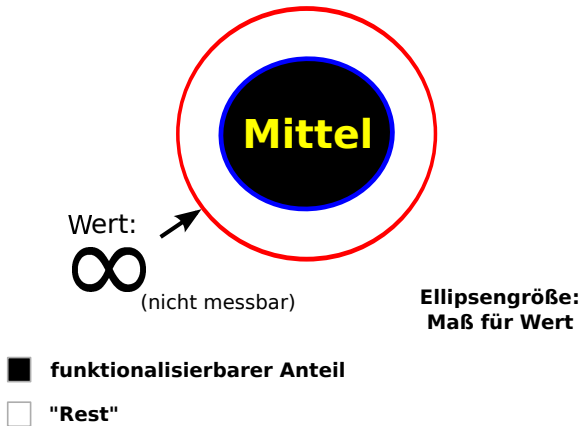 Mittel
Wert:
∞
(nicht messbar)
Ellipsengröße:
Maß für Wert
funktionalisierbarer Anteil
"Rest"